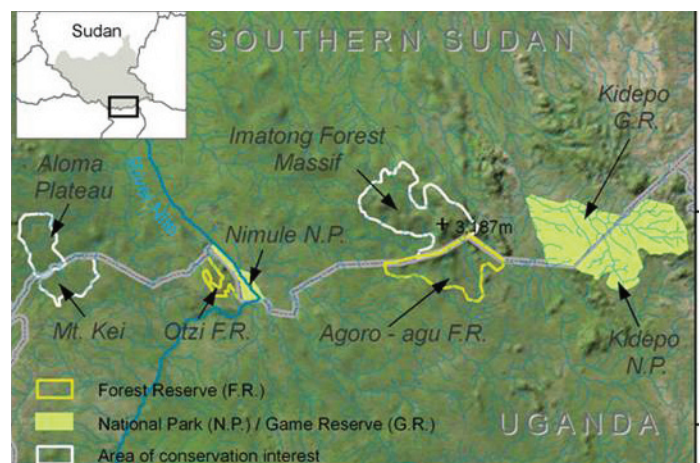 Sudan
SOUTHERN SUDAN
Kidepo
G.R.
Imatong Forest
Massif
Aloma
Plateau
River Nile
3,187m
Nimule N.P.
Mt. Kei
Otzi F.R.
Agoro - agu F.R.
Kidepo
N.P.
Forest Reserve (F.R.)
National Park (N.P.) / Game Reserve (G.R.)
UGANDA
Area of conservation interest